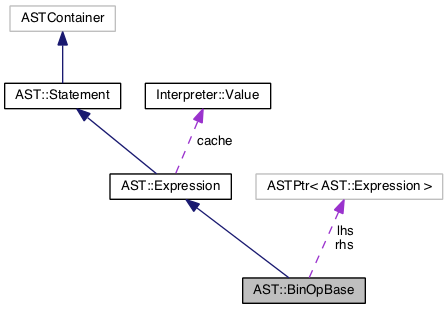 ASTContainer
AST::Statement
Interpreter::Value
cache
AST::Expression
ASTPtr< AST::Expression >
lhs
rhs
AST::BinOpBase